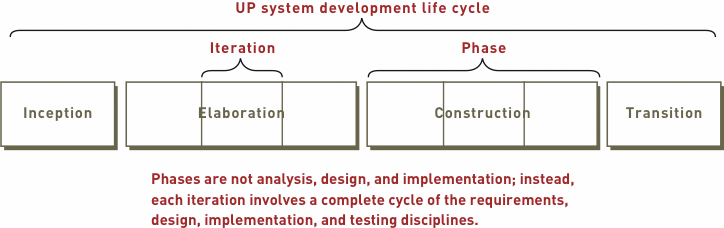 UP system development life cycle
Iteration
Phase
Inception
Elaboration
Construction
Transition
Phases are not analysis, design, and implementation; instead,
each iteration involves a complete cycle of the requirements,
design, implementation, and testing disciplines.